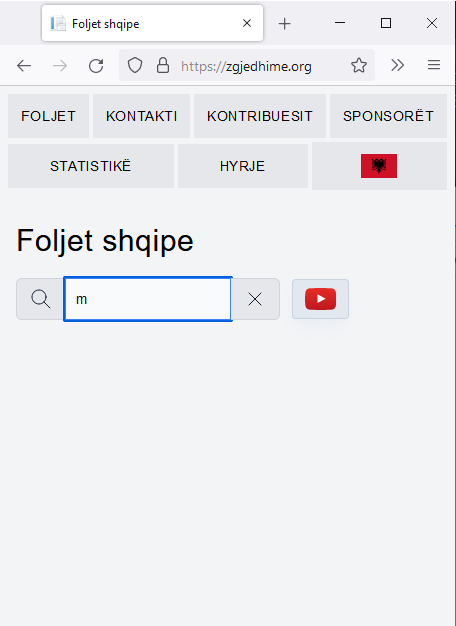 Foljet shqipe
https://zgjedhime.org
FOLJET KONTAKTI KONTRIBUESIT SPONSORËT
STATISTIKË HYRJE
Foljet shqipe
m